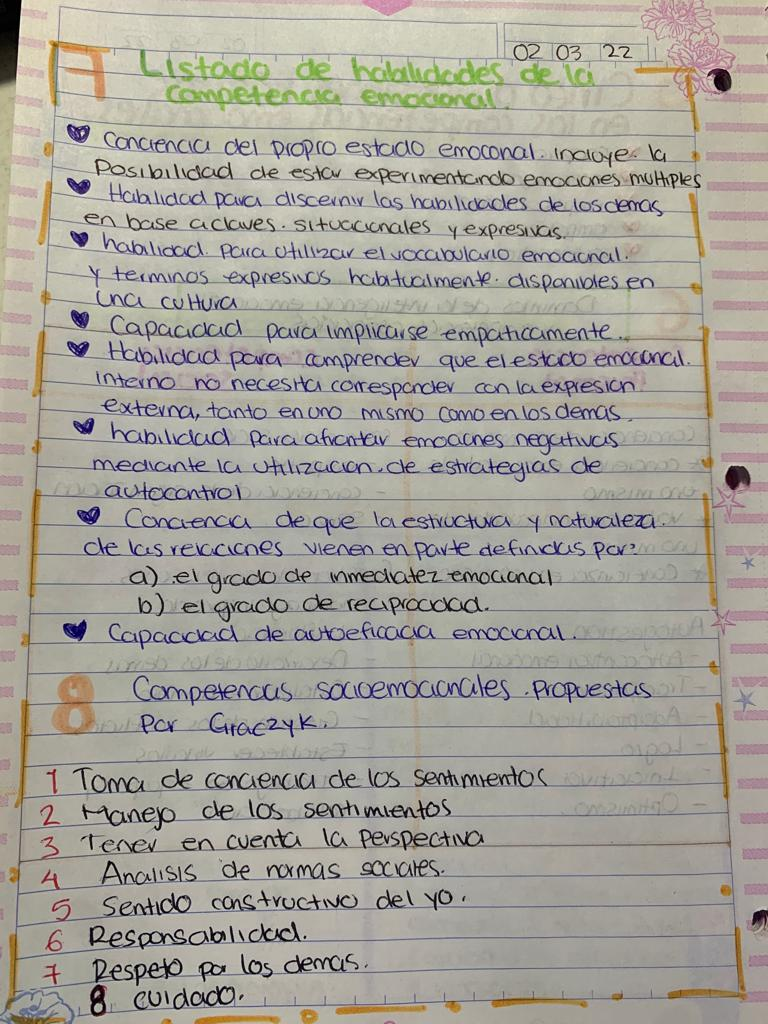 02 03 22
7 Listado de habilidades de la
competencia emocional.
Conciencia del propio estado emoconal. incluye. la
posibilidad de estar experimentando emociones multiples
Habilidad para discernir las habilidades de los demas
en base a claves. situacionales y expresivas.
habilidad. para utilizar el vocabulario emocional.
y terminos expresivos habitualmente. disponibles en
una cultura
Capacidad para implicarse empaticamente.
Habilidad para comprender que el estado emocional.
interno no necesita corresponder con la expresion
externa, tanto en uno mismo como en los demas.
habilidad para afrontar emociones negativas
mediante la utilizacion. de estrategias de
autocontrol
Conciencia de que la estructura y naturaleza.
de las relaciones vienen en parte definidas por:
a) el grado de inmediatez emocional
b) el grado de reciprocidad.
Capacidad de autoeficacia emocional.
8 Competencias socioemocionales. Propuestas
por Graczyk.
1 Toma de conciencia de los sentimientos
2 Manejo de los sentimientos
3 Tener en cuenta la perspectiva
4 Analisis de normas sociales.
5 Sentido constructivo del yo.
6 Responsabilidad.
7 Respeto por los demas.
8 cuidado.